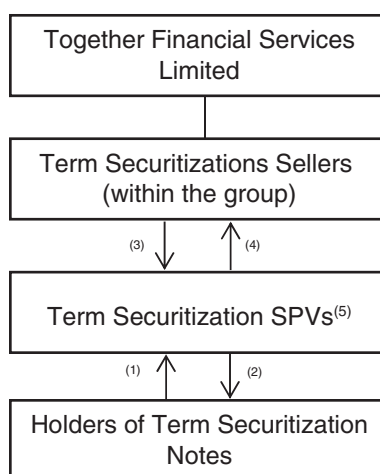 Together Financial Services
Limited
Term Securitizations Sellers
(within the group)
(3) (4)
Term Securitization SPVs(5)
(1) (2)
Holders of Term Securitization
Notes